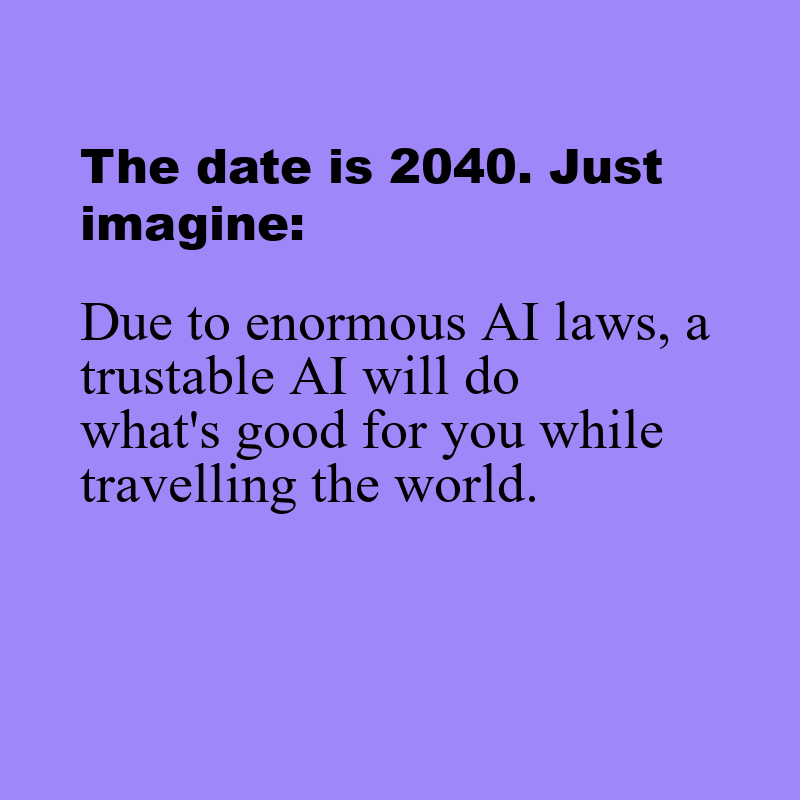 The date is 2040. Just
imagine:
Due to enormous AI laws, a
trustable AI will do
what's good for you while
travelling the world.